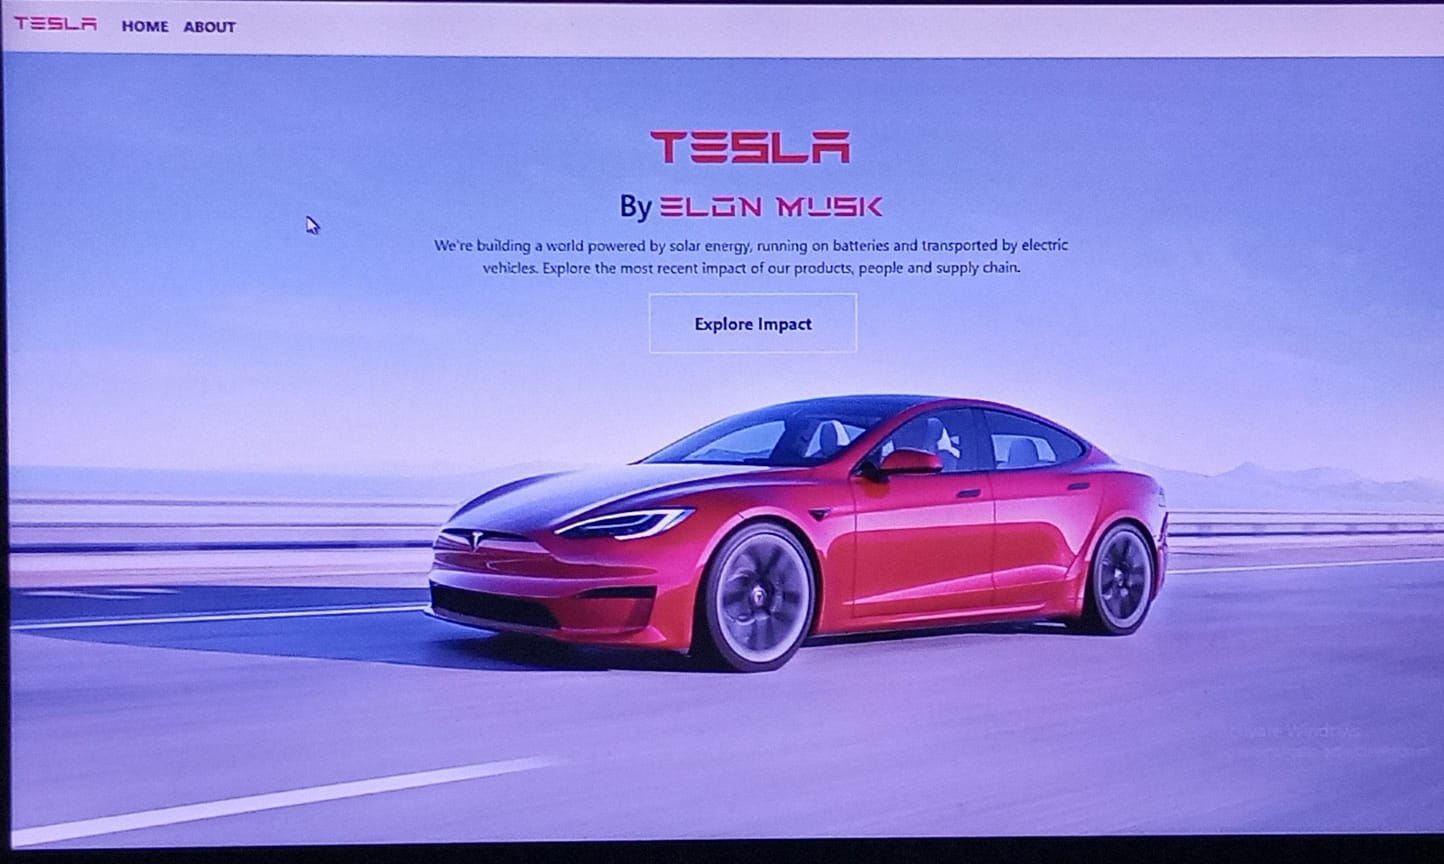 TESLA HOME ABOUT
TESLA
By ELON MUSK
We're building a world powered by solar energy, running on batteries and transported by electric
vehicles. Explore the most recent impact of our products, people and supply chain.
Explore Impact